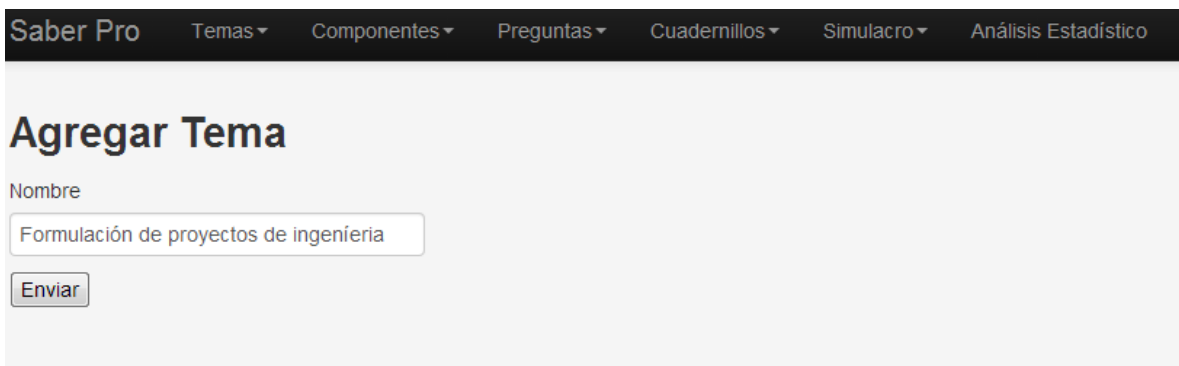 Saber Pro Temas Componentes Preguntas Cuadernillos Simulacro Análisis Estadístico
Agregar Tema
Nombre
Formulación de proyectos de ingeníeria
Enviar